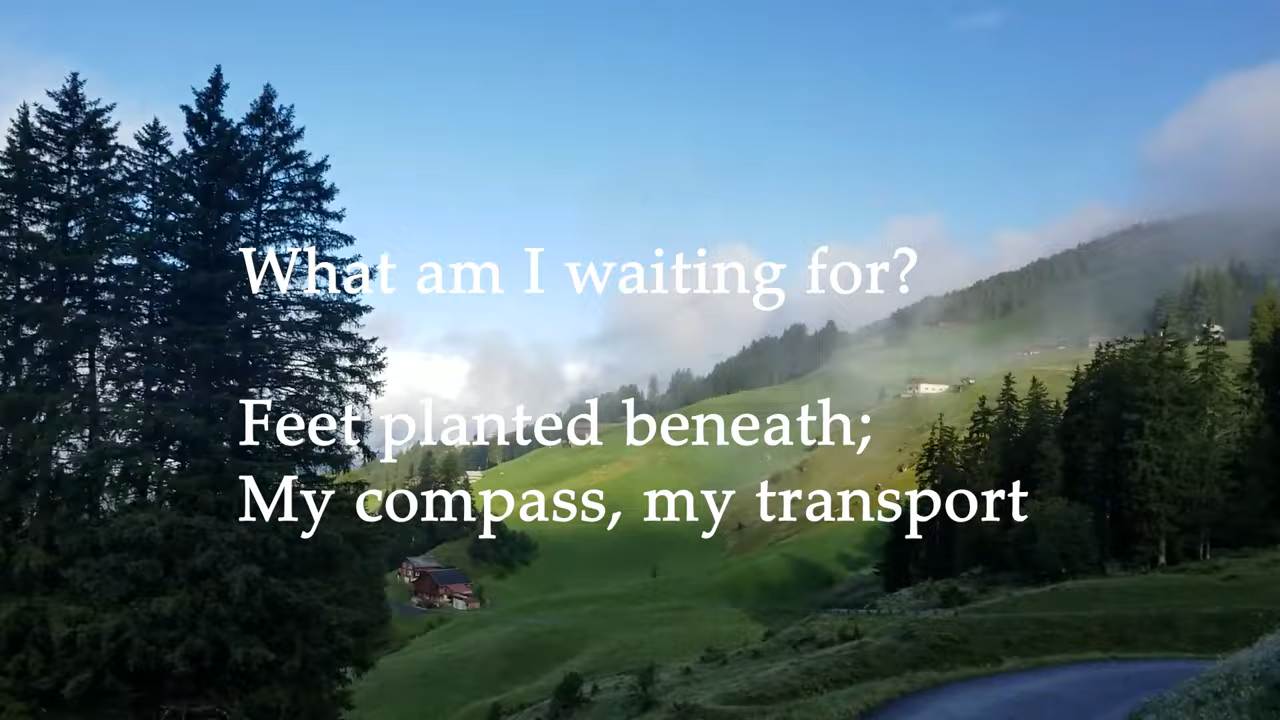 What am I waiting for?
Feet planted beneath;
My compass, my transport